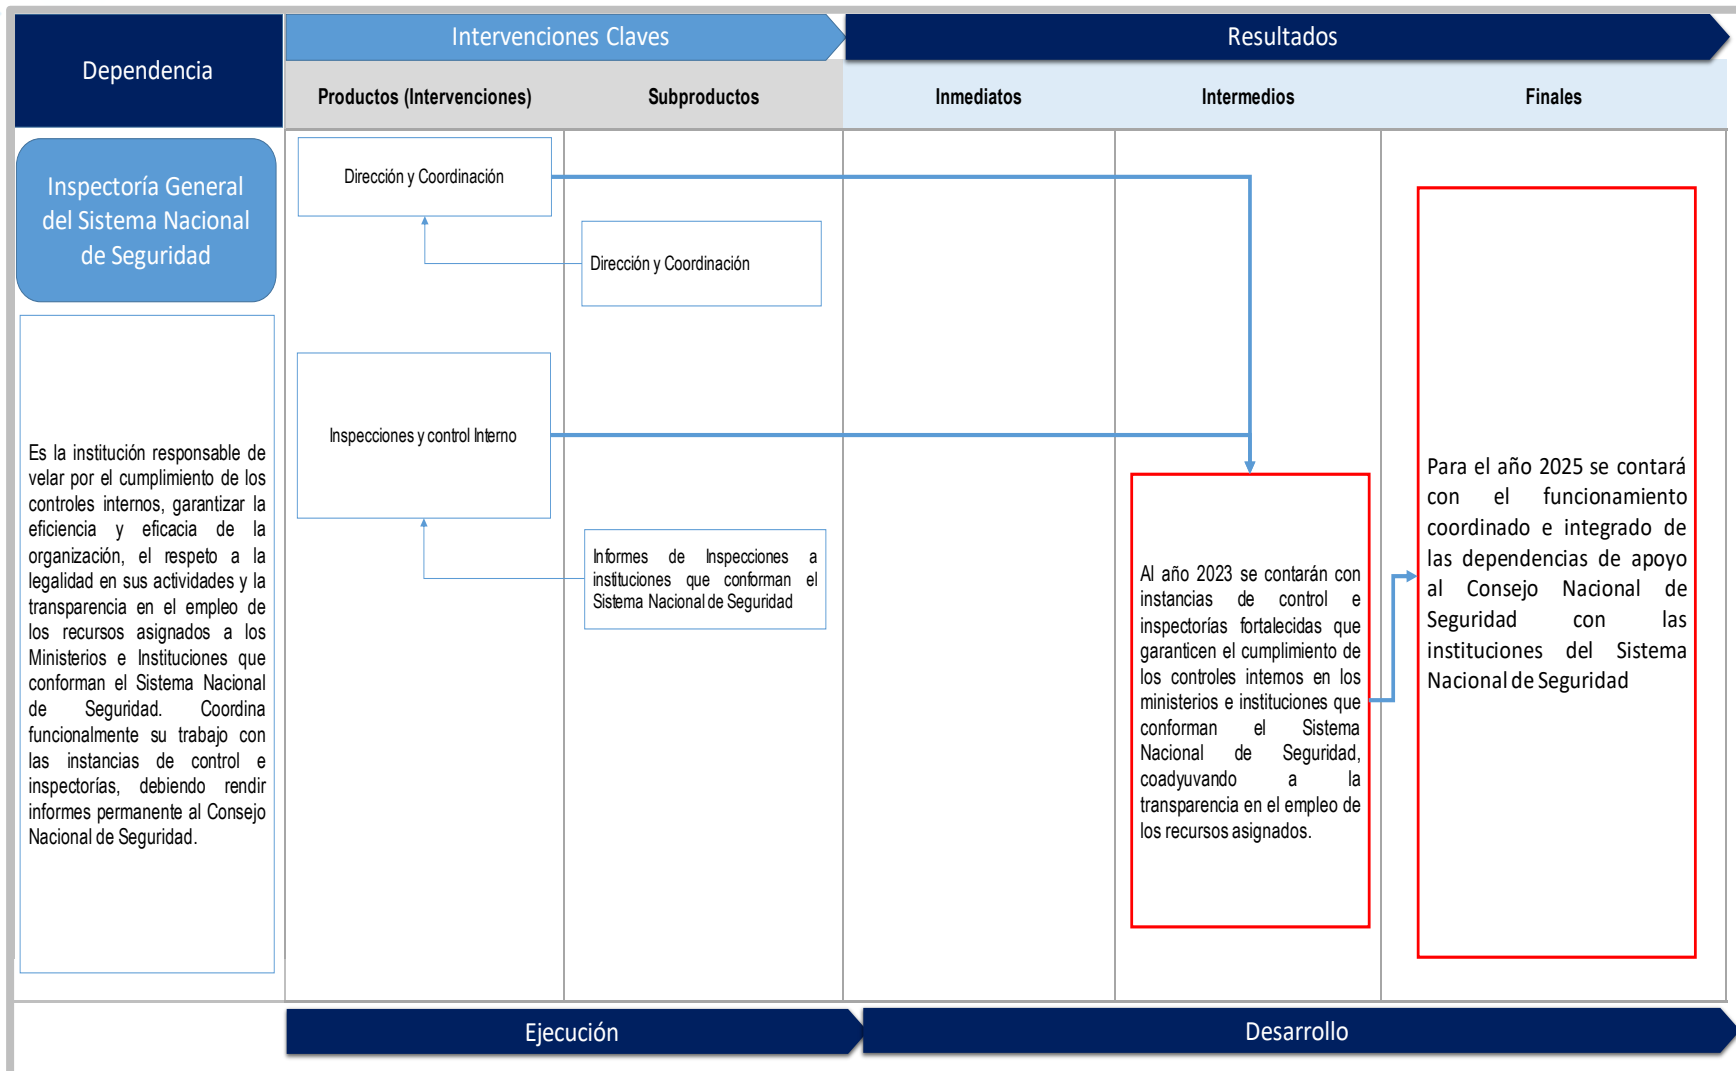 Dependencia
Intervenciones Claves
Resultados
Productos (Intervenciones)
Subproductos
Inmediatos
Intermedios
Finales
Inspectoría General
del Sistema Nacional
de Seguridad
Es la institución responsable de
velar por el cumplimiento de los
controles internos, garantizar la
eficiencia y eficacia de la
organización, el respeto a la
legalidad en sus actividades y la
transparencia en el empleo de
los recursos asignados a los
Ministerios e Instituciones que
conforman el Sistema Nacional
de Seguridad. Coordina
funcionalmente su trabajo con
las instancias de control e
inspectorías, debiendo rendir
informes permanente al Consejo
Nacional de Seguridad.
Dirección y Coordinación
Dirección y Coordinación
Inspecciones y control Interno
Informes de Inspecciones a
instituciones que conforman el
Sistema Nacional de Seguridad
Al año 2023 se contarán con
instancias de control e
inspectorías fortalecidas que
garanticen el cumplimiento de
los controles internos en los
ministerios e instituciones que
conforman el Sistema
Nacional de Seguridad,
coadyuvando a la
transparencia en el empleo de
los recursos asignados.
Para el año 2025 se contará
con el funcionamiento
coordinado e integrado de
las dependencias de apoyo
al Consejo Nacional de
Seguridad con las
instituciones del Sistema
Nacional de Seguridad
Ejecución
Desarrollo